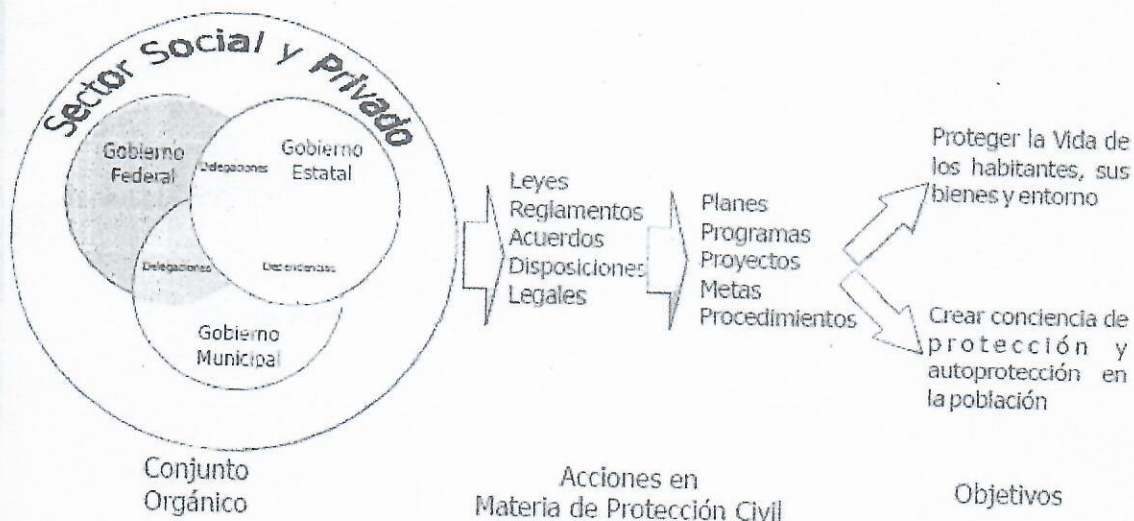 Sector Social y Privado
Gobierno
Federal
Delegaciones
Gobierno
Estatal
Delegaciones
Dependencias
Gobierno
Municipal
Leyes
Reglamentos
Acuerdos
Disposiciones
Legales
Planes
Programas
Proyectos
Metas
Procedimientos
Proteger la Vida de
los habitantes, sus
bienes y entorno
Crear conciencia de
protección y
autoprotección en
la población
Conjunto
Orgánico
Acciones en
Materia de Protección Civil
Objetivos